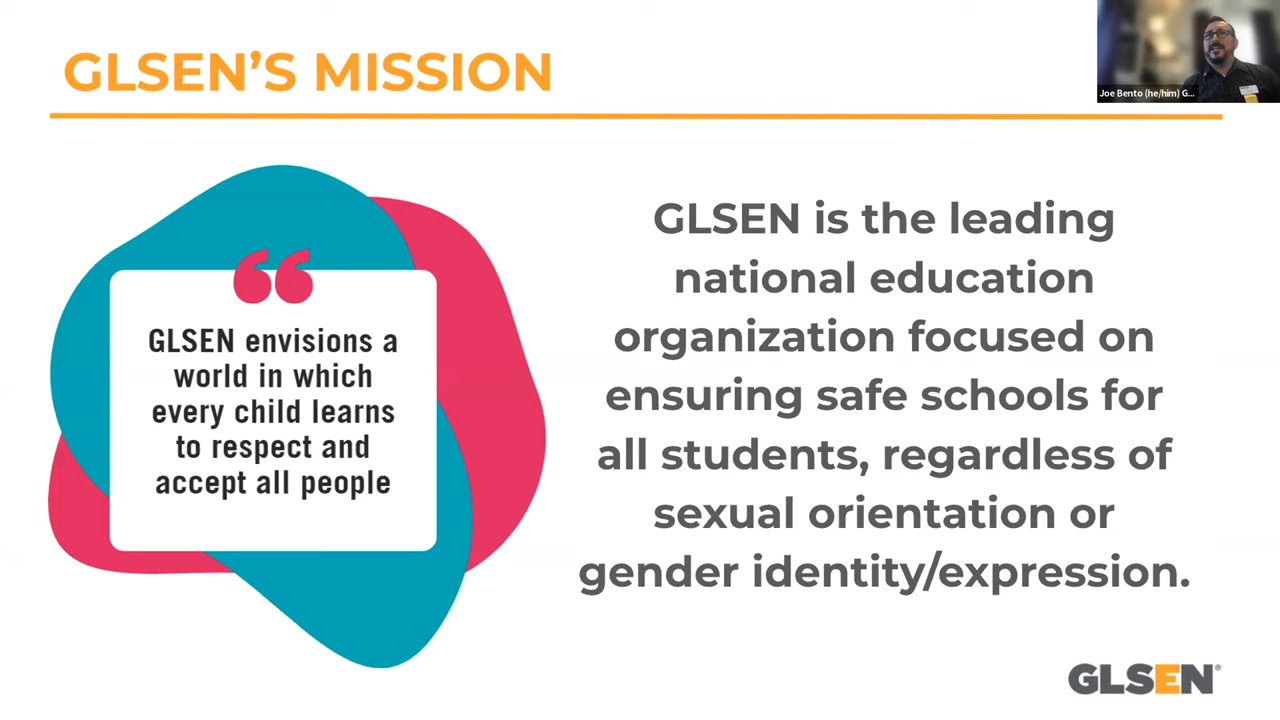 GLSEN'S MISSION
Joe Bento (he/him) G...
“
GLSEN envisions a
world in which
every child learns
to respect and
accept all people
GLSEN is the leading
national education
organization focused on
ensuring safe schools for
all students, regardless of
sexual orientation or
gender identity/expression.
GLSEN®